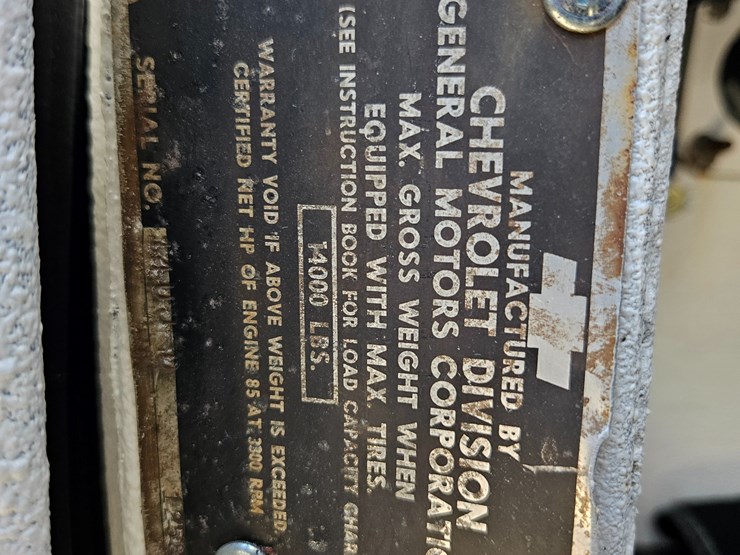 MANUFACTURED BY
CHEVROLET DIVISION
GENERAL MOTORS CORPORATIO
MAX. GROSS WEIGHT WHEN
EQUIPPED WITH MAX. TIRES.
(SEE INSTRUCTION BOOK FOR LOAD CAPACITY CHAR
14000 LBS.
WARRANTY VOID IF ABOVE WEIGHT IS EXCEEDED
CERTIFIED NET HP OF ENGINE 85 AT 3300 RPM
SERIAL NO.